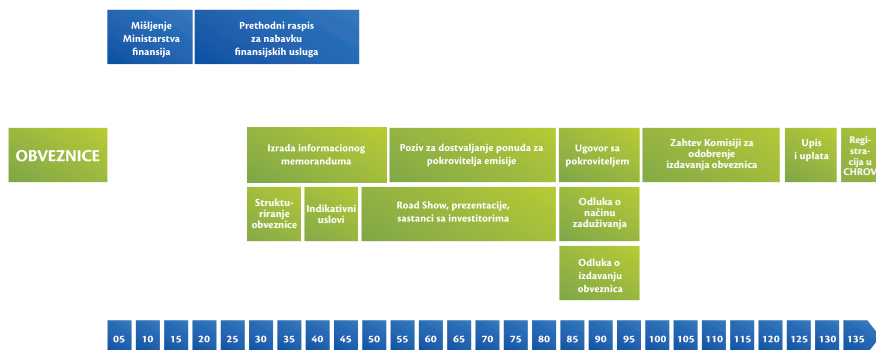 Mišljenje
Ministarstva
finansija
Prethodni raspis
za nabavku
finansijskih usluga
OBVEZNICE
Izrada informacionog
memoranduma
Poziv za dostvaljanje ponuda za
pokrovitelja emisije
Ugovor sa
pokroviteljem
Zahtev Komisiji za
odobrenje
izdavanja obveznica
Upis
i uplata
Regi-
stra-
cija u
CHROV
Struktu-
riranje
obveznice
Indikativni
uslovi
Road Show, prezentacije,
sastanci sa investitorima
Odluka o
načinu
zaduživanja
Odluka o
izdavanju
obveznica
05 10 15 20 25 30 35 40 45 50 55 60 65 70 75 80 85 90 95 100 105 110 115 120 125 130 135